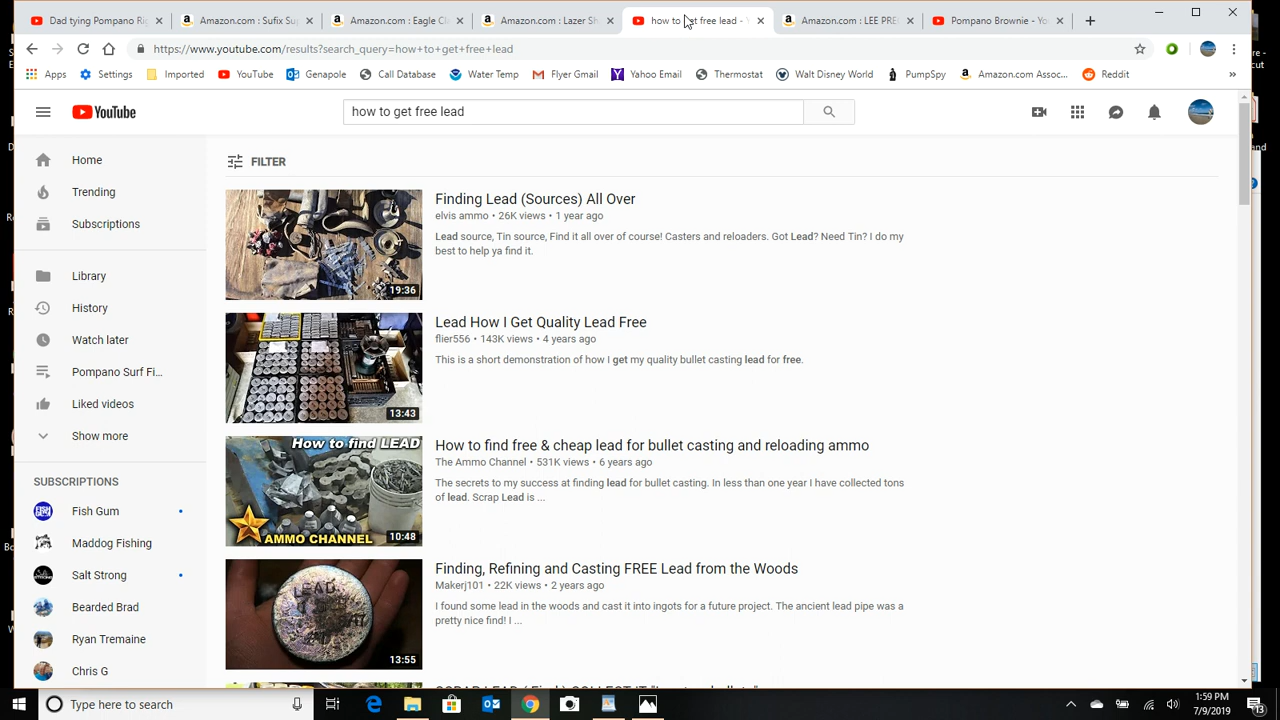 Dad tying Pompano Ri
Amazon.com : Sufix Su
Amazon.com : Eagle Cl
Amazon.com: Lazer Sh
how to get free lead -
Amazon.com : LEE PRE
Pompano Brownie - Yo
https://www.youtube.com/results?search_query=how+to+get+free+lead
Apps
Settings
Imported
YouTube
Genapole
Call Database
Water Temp
Flyer Gmail
Yahoo Email
Thermostat
Walt Disney World
PumpSpy
Amazon.com Assoc...
Reddit
»
YouTube
how to get free lead
Home
Trending
Subscriptions
Library
History
Watch later
Pompano Surf Fi...
Liked videos
Show more
SUBSCRIPTIONS
Fish Gum
Maddog Fishing
Salt Strong
Bearded Brad
Ryan Tremaine
Chris G
FILTER
19:36
Finding Lead (Sources) All Over
elvis ammo • 26K views • 1 year ago
Lead source, Tin source, Find it all over of course! Casters and reloaders. Got Lead? Need Tin? I do my
best to help ya find it.
13:43
Lead How I Get Quality Lead Free
flier556 • 143K views • 4 years ago
This is a short demonstration of how I get my quality bullet casting lead for free.
How to find LEAD
AMMO CHANNEL
10:48
How to find free & cheap lead for bullet casting and reloading ammo
The Ammo Channel • 531K views • 6 years ago
The secrets to my success at finding lead for bullet casting. In less than one year I have collected tons
of lead. Scrap Lead is ...
LEAD
13:55
Finding, Refining and Casting FREE Lead from the Woods
Makerj101 • 22K views • 2 years ago
I found some lead in the woods and cast it into ingots for a future project. The ancient lead pipe was a
pretty nice find! I ...
Type here to search
1:59 PM
7/9/2019
13